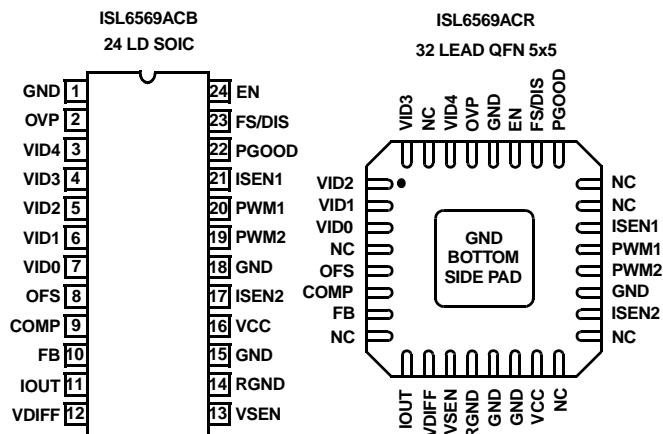 ISL6569ACB
24 LD SOIC
GND 1
OVP 2
VID4 3
VID3 4
VID2 5
VID1 6
VID0 7
OFS 8
COMP 9
FB 10
IOUT 11
VDIFF 12
24 EN
23 FS/DIS
22 PGOOD
21 ISEN1
20 PWM1
19 PWM2
18 GND
17 ISEN2
16 VCC
15 GND
14 RGND
13 VSEN
ISL6569ACR
32 LEAD QFN 5x5
VID3
NC
VID4
OVP
GND
EN
FS/DIS
PGOOD
VID2
VID1
VID0
NC
OFS
COMP
FB
NC
GND
BOTTOM
SIDE PAD
NC
NC
ISEN1
PWM1
PWM2
GND
ISEN2
NC
IOUT
VDIFF
VSEN
RGND
GND
GND
VCC
NC